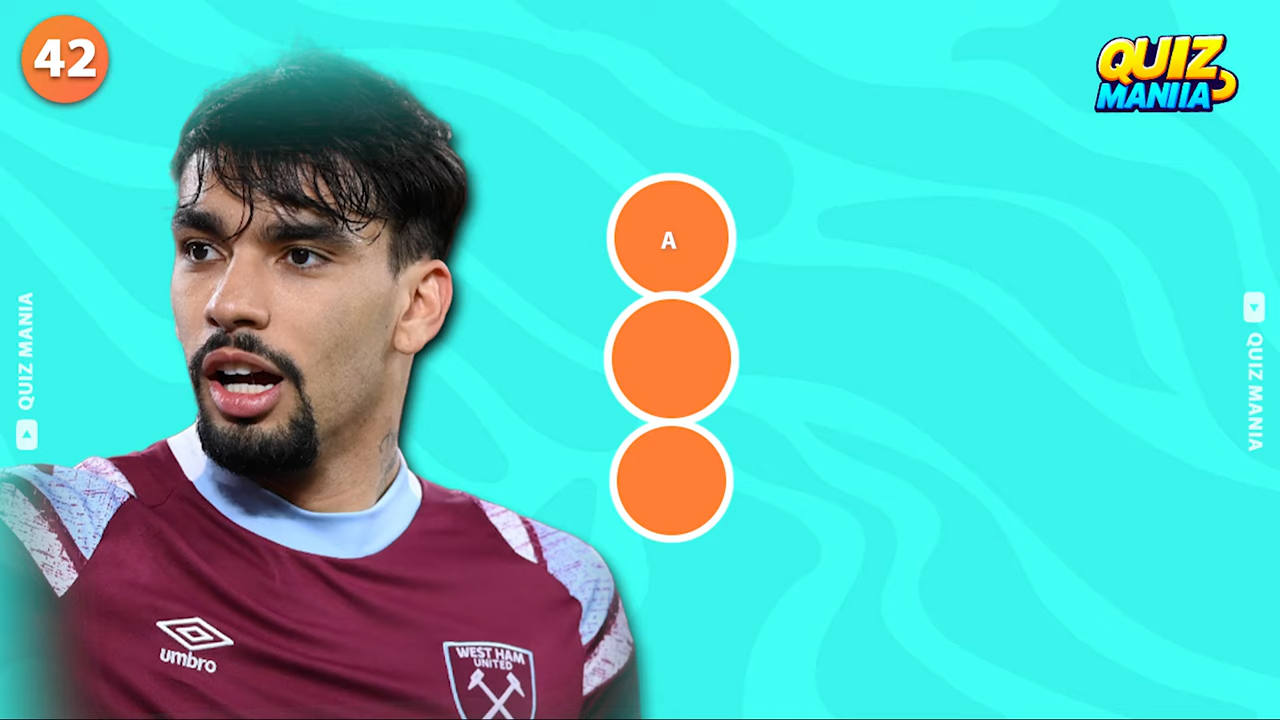 42
QUIZ
MANIIA
A
QUIZ MANIA
QUIZ MANIA
umbro
WEST HAM
UNITED